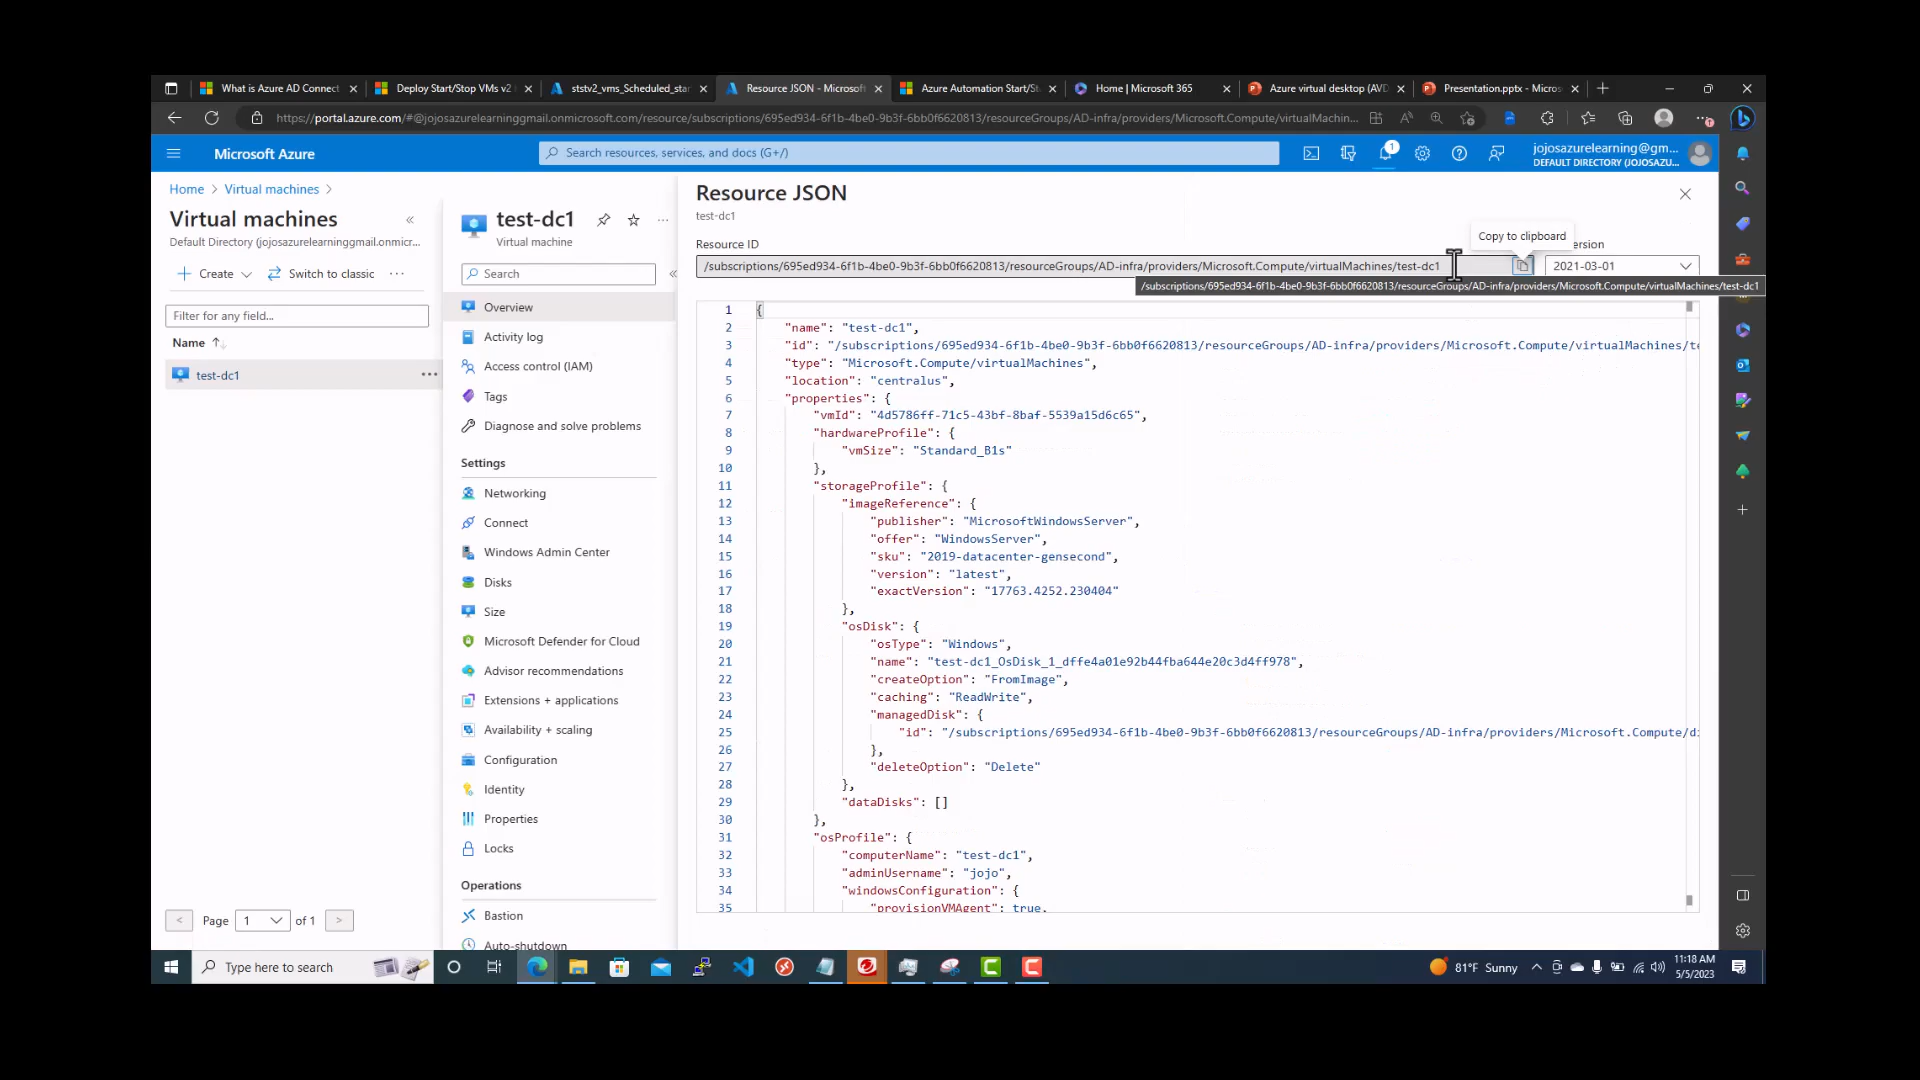 What is Azure AD Connect
Deploy Start/Stop VMs v2
ststv2_vms_Scheduled_sta
Resource JSON - Microsof
Azure Automation Start/St
Home | Microsoft 365
Azure virtual desktop (AVD
Presentation.pptx - Micros
https://portal.azure.com/#@jojosazurelearninggmail.onmicrosoft.com/resource/subscriptions/695ed934-6f1b-4be0-9b3f-6bb0f6620813/resourceGroups/AD-infra/providers/Microsoft.Compute/virtualMachin...
Microsoft Azure
Search resources, services, and docs (G+/)
1
jojosazurelearning@gm...
DEFAULT DIRECTORY (JOJOSAZU...
Home > Virtual machines >
Virtual machines
Default Directory (jojosazurelearninggmail.onmicr...
Create
Switch to classic
Filter for any field...
Name
test-dc1
Page 1 of 1
test-dc1
Virtual machine
Search
Overview
Activity log
Access control (IAM)
Tags
Diagnose and solve problems
Settings
Networking
Connect
Windows Admin Center
Disks
Size
Microsoft Defender for Cloud
Advisor recommendations
Extensions + applications
Availability + scaling
Configuration
Identity
Properties
Locks
Operations
Bastion
Auto-shutdown
Resource JSON
test-dc1
Resource ID
Copy to clipboard
ersion
/subscriptions/695ed934-6f1b-4be0-9b3f-6bb0f6620813/resourceGroups/AD-infra/providers/Microsoft.Compute/virtualMachines/test-dc1
2021-03-01
/subscriptions/695ed934-6f1b-4be0-9b3f-6bb0f6620813/resourceGroups/AD-infra/providers/Microsoft.Compute/virtualMachines/test-dc1
1 {
2 "name": "test-dc1",
3 "id": "/subscriptions/695ed934-6f1b-4be0-9b3f-6bb0f6620813/resourceGroups/AD-infra/providers/Microsoft.Compute/virtualMachines/te
4 "type": "Microsoft.Compute/virtualMachines",
5 "location": "centralus",
6 "properties": {
7 "vmId": "4d5786ff-71c5-43bf-8baf-5539a15d6c65",
8 "hardwareProfile": {
9 "vmSize": "Standard_B1s"
10 },
11 "storageProfile": {
12 "imageReference": {
13 "publisher": "MicrosoftWindowsServer",
14 "offer": "WindowsServer",
15 "sku": "2019-datacenter-gensecond",
16 "version": "latest",
17 "exactVersion": "17763.4252.230404"
18 },
19 "osDisk": {
20 "osType": "Windows",
21 "name": "test-dc1_OsDisk_1_dffe4a01e92b44fba644e20c3d4ff978",
22 "createOption": "FromImage",
23 "caching": "ReadWrite",
24 "managedDisk": {
25 "id": "/subscriptions/695ed934-6f1b-4be0-9b3f-6bb0f6620813/resourceGroups/AD-infra/providers/Microsoft.Compute/di
26 },
27 "deleteOption": "Delete"
28 },
29 "dataDisks": []
30 },
31 "osProfile": {
32 "computerName": "test-dc1",
33 "adminUsername": "jojo",
34 "windowsConfiguration": {
35 "provisionVMAgent": true,
Type here to search
81°F Sunny
11:18 AM
5/5/2023